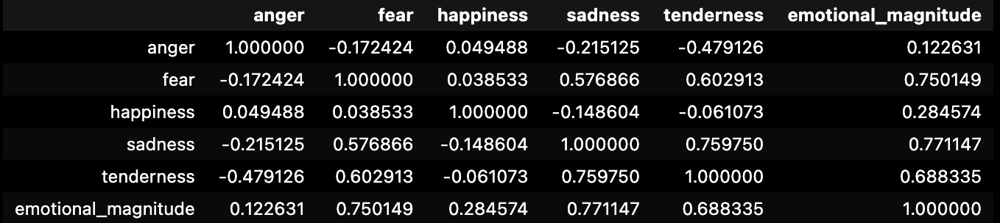 anger fear happiness sadness tenderness emotional_magnitude
anger 1.000000 -0.172424 0.049488 -0.215125 -0.479126 0.122631
fear -0.172424 1.000000 0.038533 0.576866 0.602913 0.750149
happiness 0.049488 0.038533 1.000000 -0.148604 -0.061073 0.284574
sadness -0.215125 0.576866 -0.148604 1.000000 0.759750 0.771147
tenderness -0.479126 0.602913 -0.061073 0.759750 1.000000 0.688335
emotional_magnitude 0.122631 0.750149 0.284574 0.771147 0.688335 1.000000